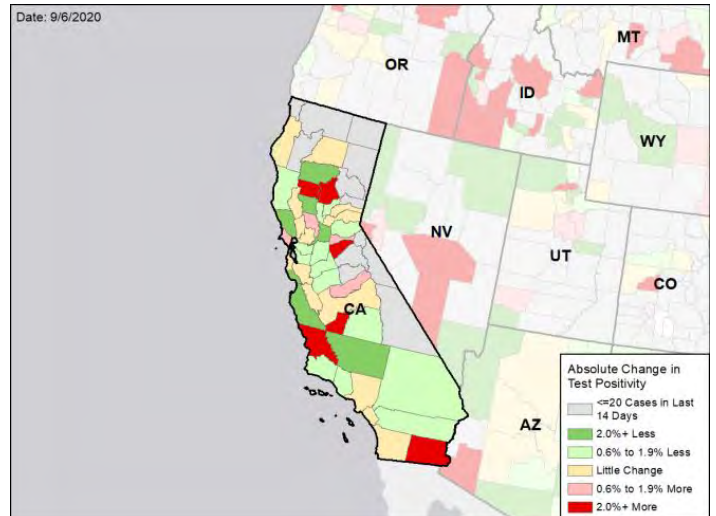 Date: 9/6/2020
MT
OR
ID
WY
NV
UT
CO
CA
AZ
Absolute Change in
Test Positivity
<=20 Cases in Last
14 Days
2.0%+ Less
0.6% to 1.9% Less
Little Change
0.6% to 1.9% More
2.0%+ More